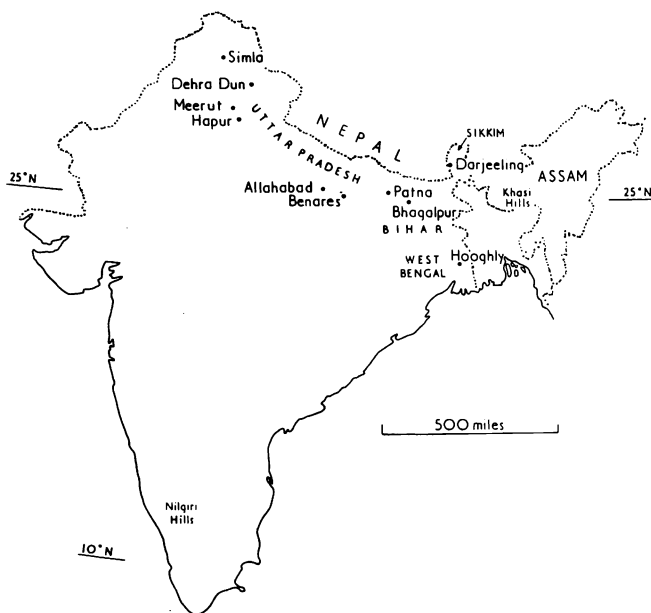 Simla
Dehra Dun
Meerut
Hapur
UTTAR PRADESH
NEPAL
SIKKIM
Darjeeling
ASSAM
Khasi
Hills
25°N
25°N
Allahabad
Benares
Patna
Bhagalpur
BIHAR
WEST
BENGAL
Hooghly
500 miles
Nilgiri
Hills
10°N